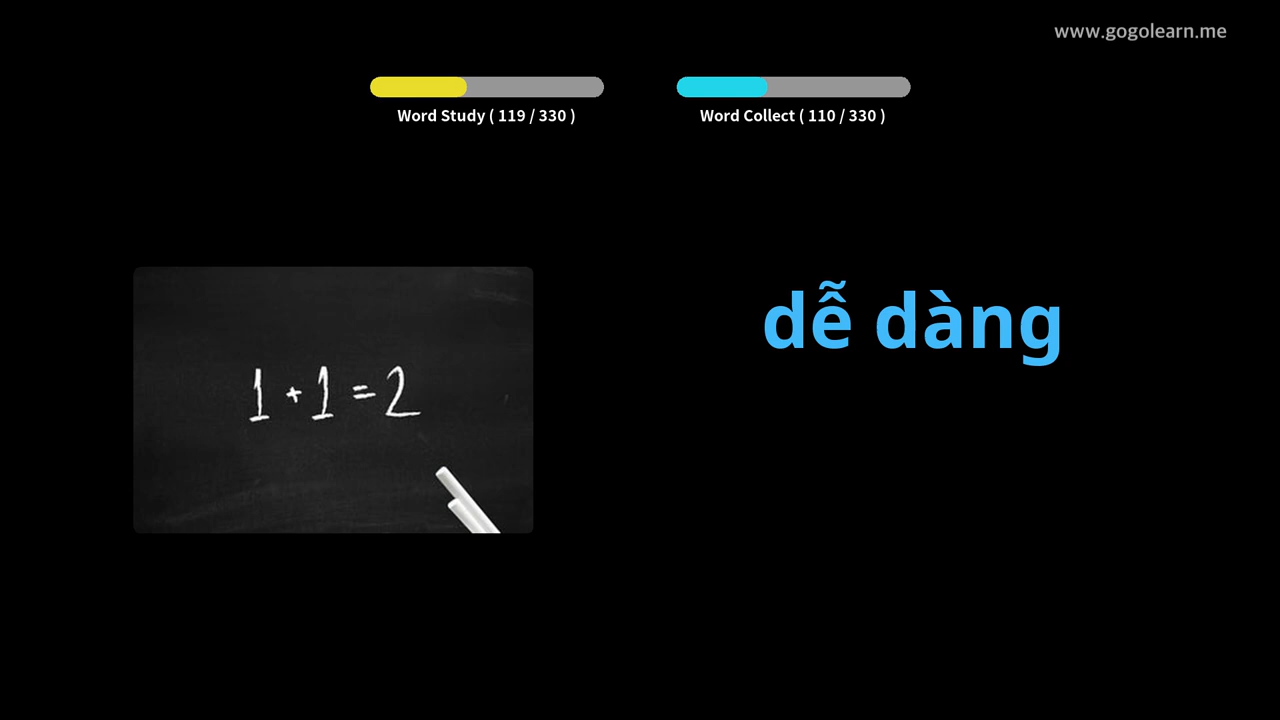 www.gogolearn.me
Word Study ( 119 / 330 )
Word Collect ( 110 / 330 )
dễ dàng
1 + 1 = 2